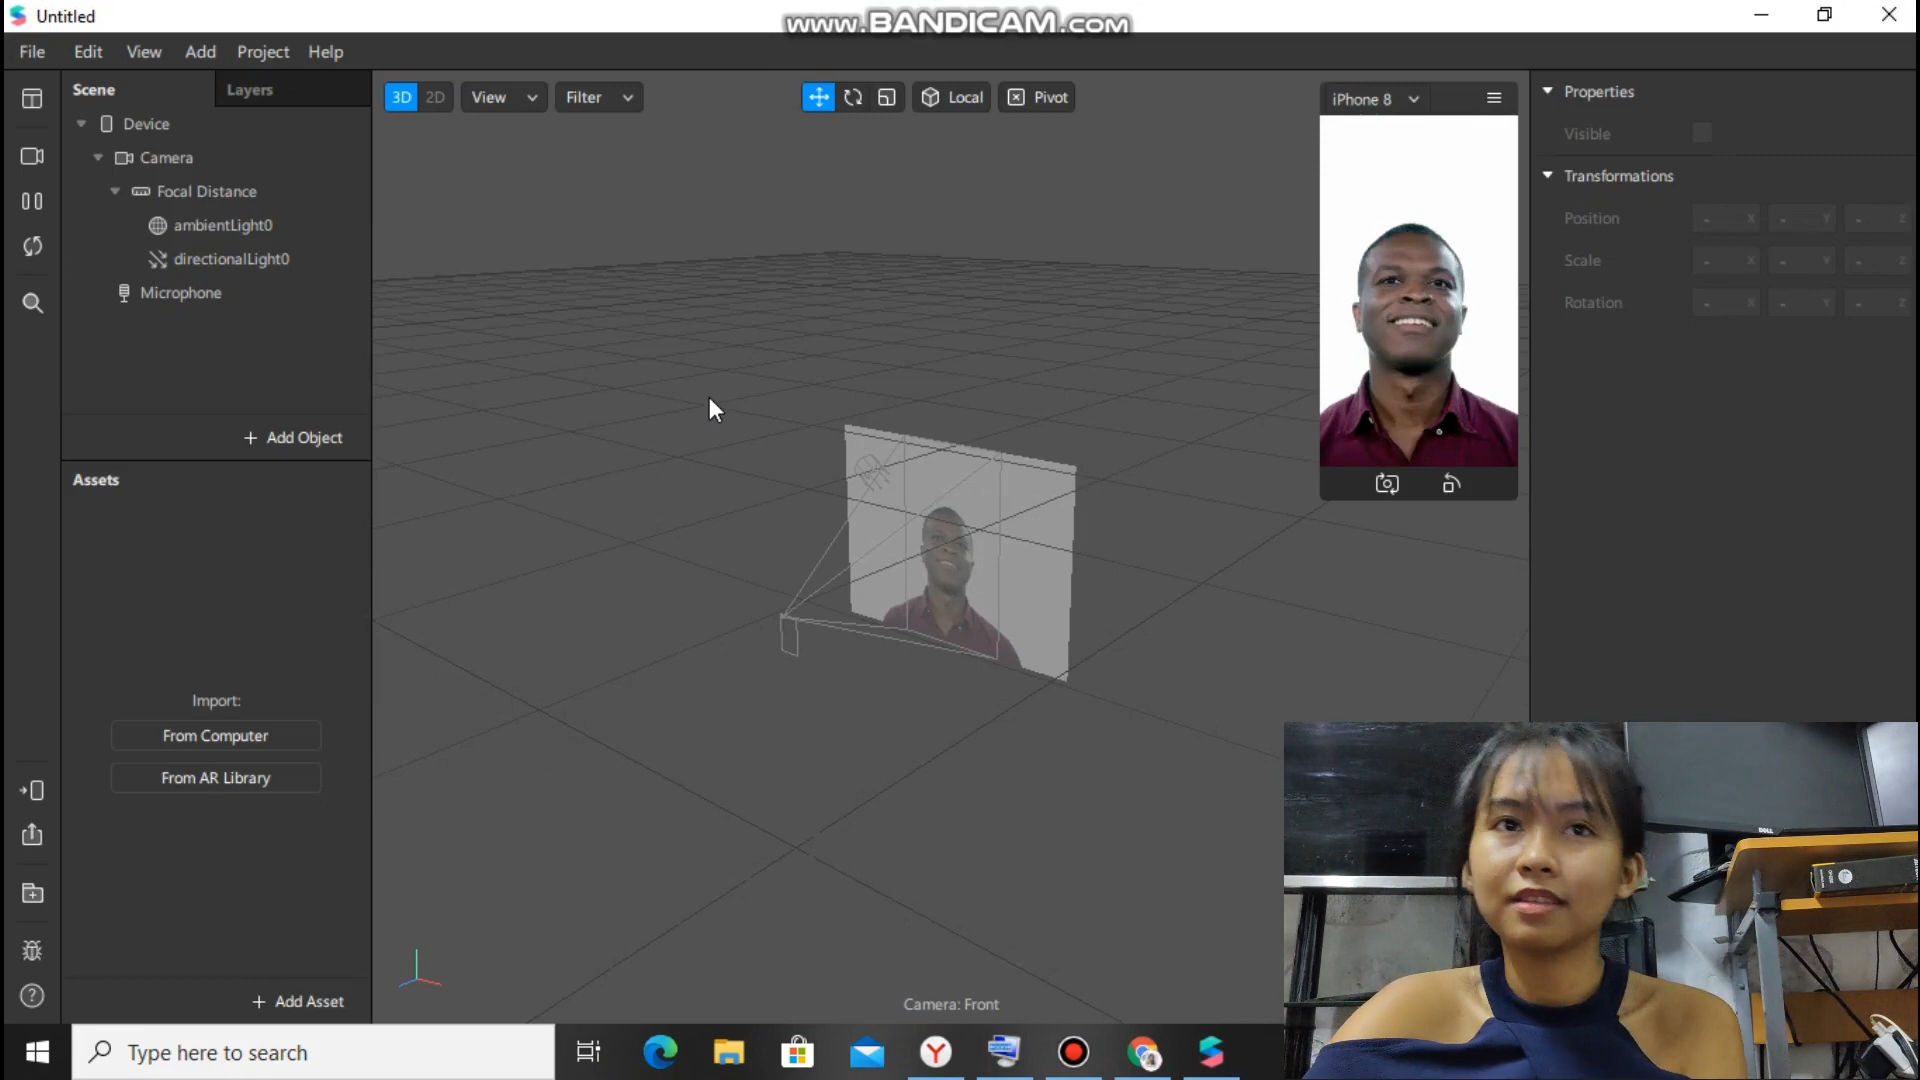 Untitled
www.BANDICAM.com
File Edit View Add Project Help
Scene
Layers
3D 2D View Filter
Local Pivot
iPhone 8
Properties
Device
Visible
Camera
Transformations
Focal Distance
Position - X - Y - Z
ambientLight0
Scale - X - Y - Z
directionalLight0
Rotation - X - Y - Z
Microphone
+ Add Object
Assets
Import:
From Computer
From AR Library
+ Add Asset
Camera: Front
DELL
Type here to search